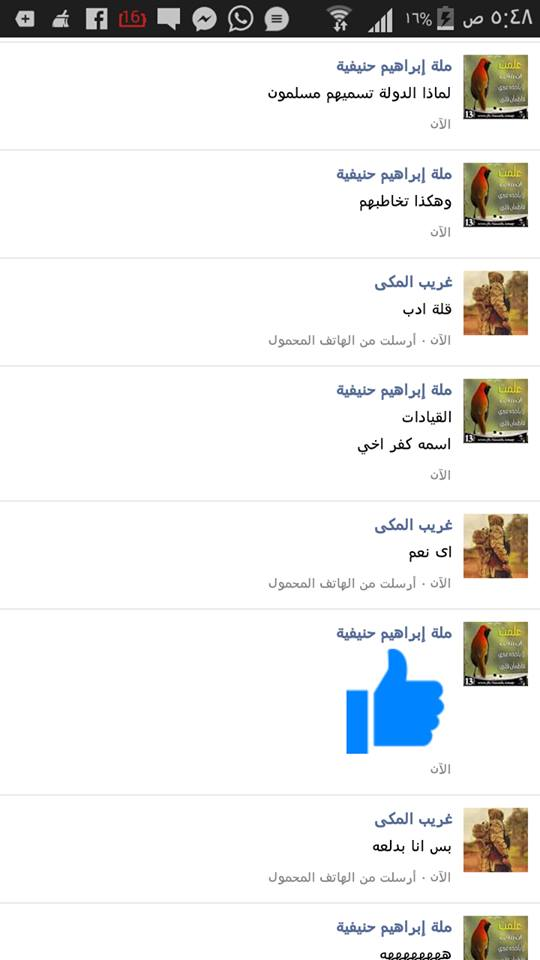 ٥:٤٨ ص
١٦%
16
ملة إبراهيم حنيفية
لماذا الدولة تسميهم مسلمون
الآن
ملة إبراهيم حنيفية
وهكذا تخاطبهم
الآن
غريب المكى
قلة ادب
الآن · أرسلت من الهاتف المحمول
ملة إبراهيم حنيفية
القيادات
اسمه كفر اخي
الآن
غريب المكى
اى نعم
الآن · أرسلت من الهاتف المحمول
ملة إبراهيم حنيفية
الآن
غريب المكى
بس انا بدلعه
الآن · أرسلت من الهاتف المحمول
ملة إبراهيم حنيفية
هههههههههه